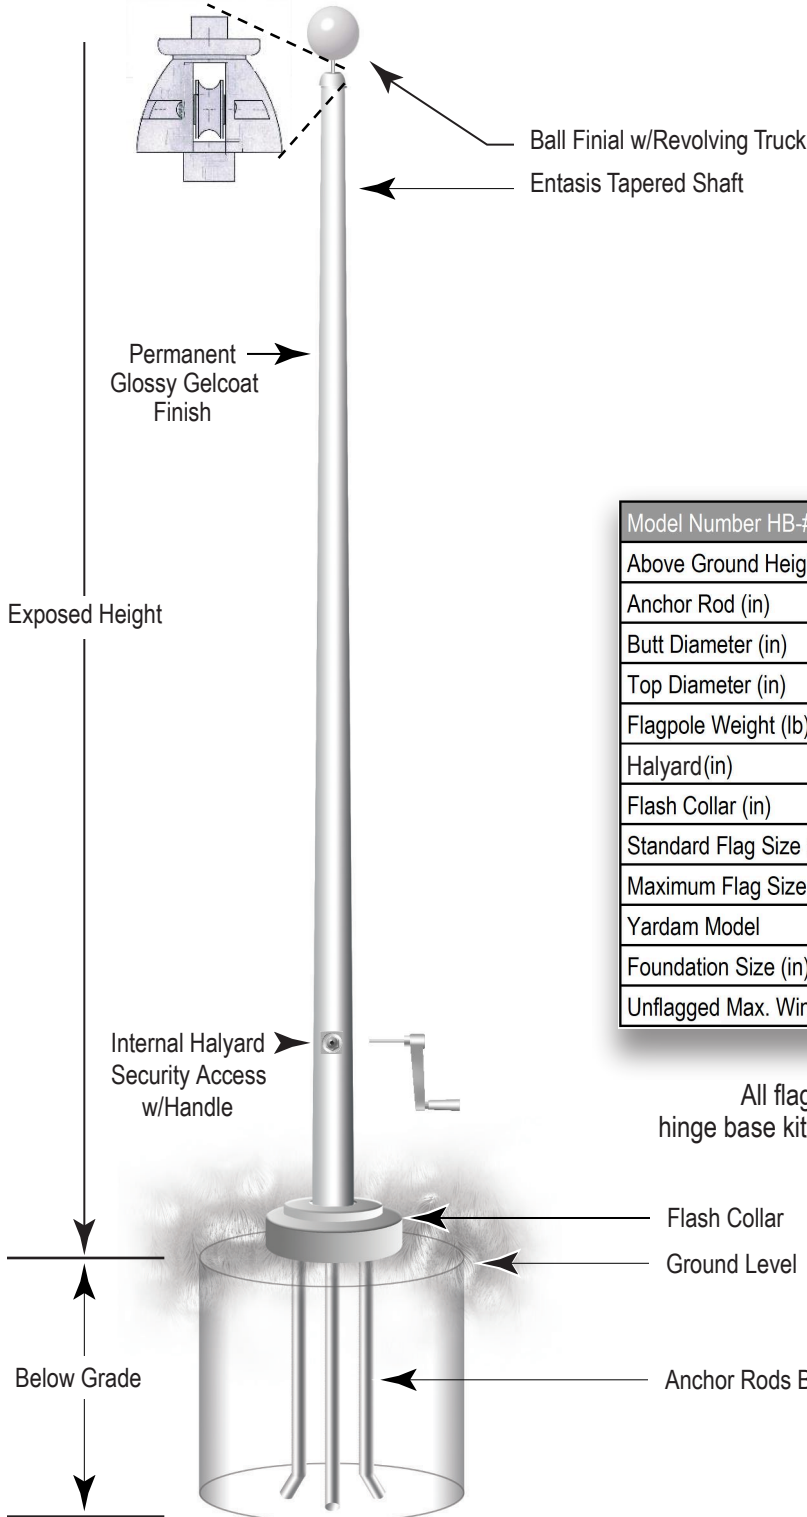 Ball Finial w/Revolving Truck
Entasis Tapered Shaft
Permanent
Glossy Gelcoat
Finish
Model Number HB-#
Above Ground Heig
Anchor Rod (in)
Butt Diameter (in)
Top Diameter (in)
Flagpole Weight (lb)
Halyard(in)
Flash Collar (in)
Standard Flag Size
Maximum Flag Size
Yardam Model
Foundation Size (in)
Unflagged Max. Win
Exposed Height
Internal Halyard
Security Access
w/Handle
All flag
hinge base kit
Flash Collar
Ground Level
Below Grade
Anchor Rods B